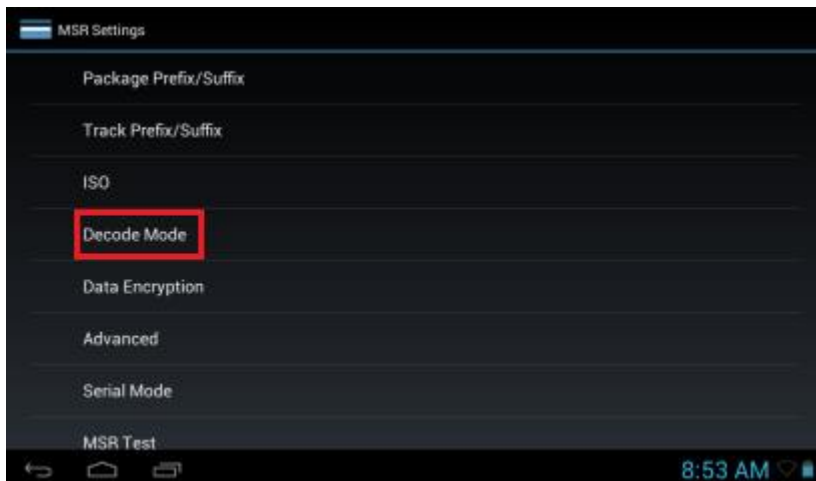 MSR Settings
Package Prefix/Suffix
Track Prefix/Suffix
ISO
Decode Mode
Data Encryption
Advanced
Serial Mode
MSR Test
8:53 AM